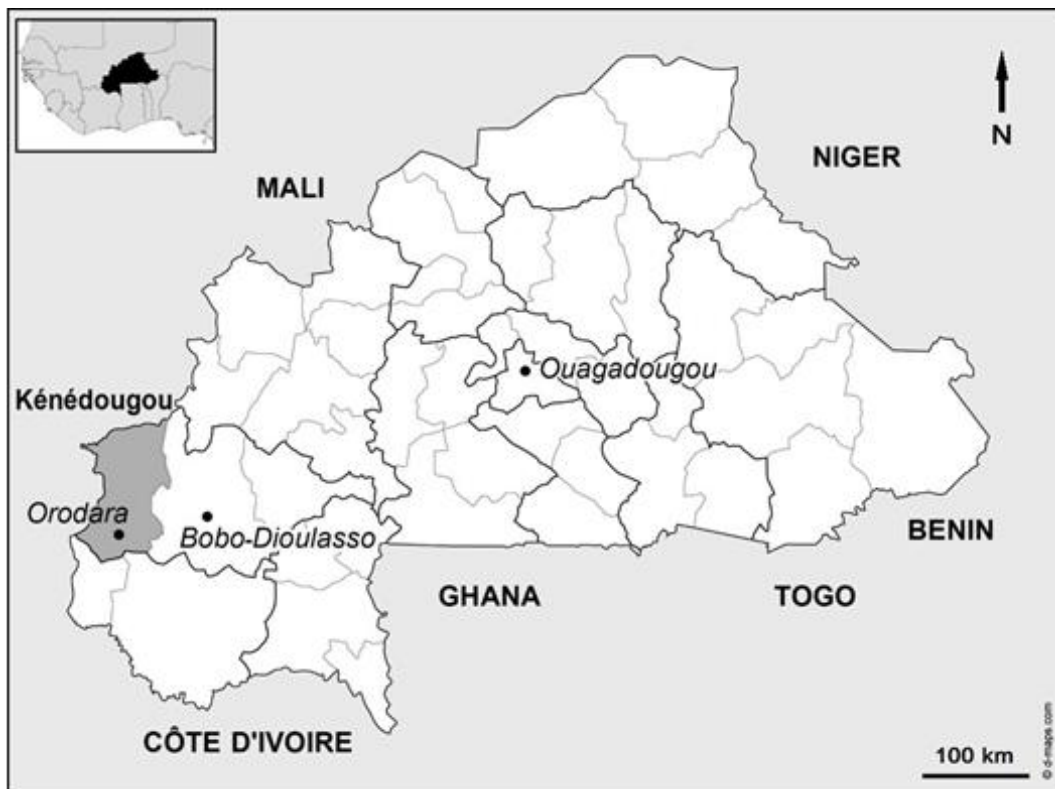 N
NIGER
MALI
Ouagadougou
Kénédougou
Orodara
Bobo-Dioulasso
BENIN
GHANA
TOGO
CÔTE D'IVOIRE
100 km
© d-maps.com